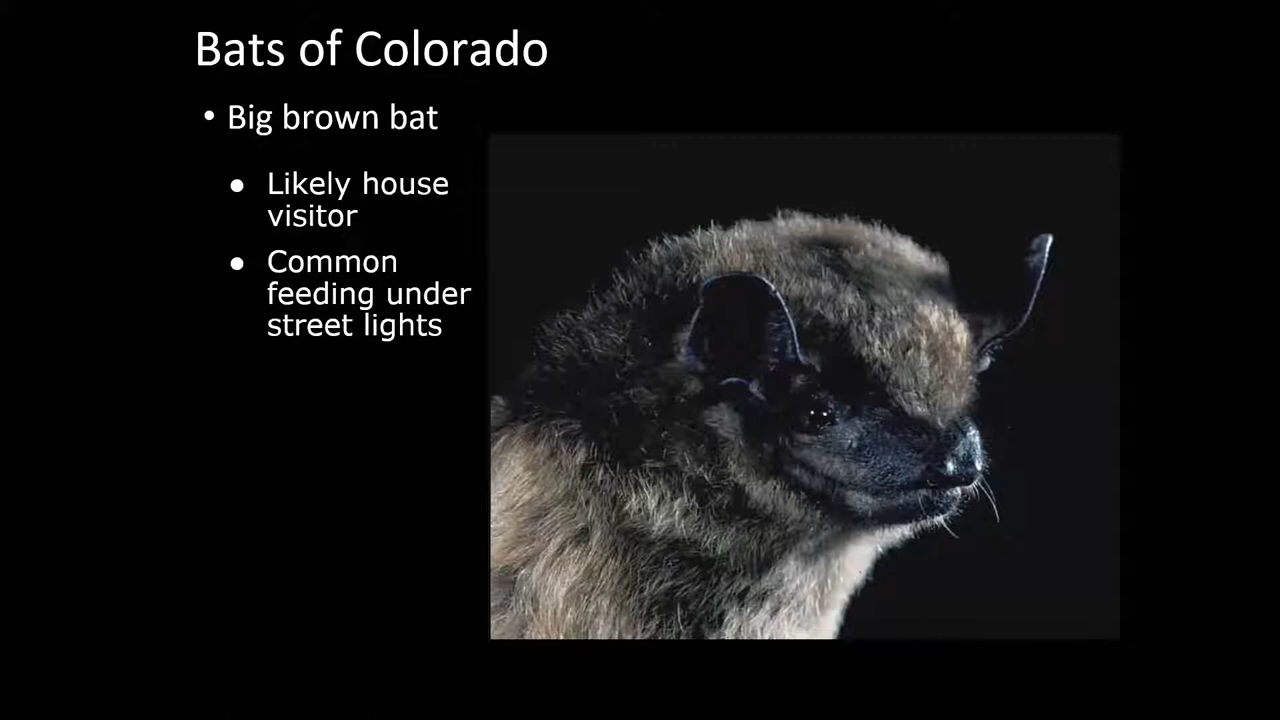 Bats of Colorado
• Big brown bat
● Likely house
visitor
● Common
feeding under
street lights